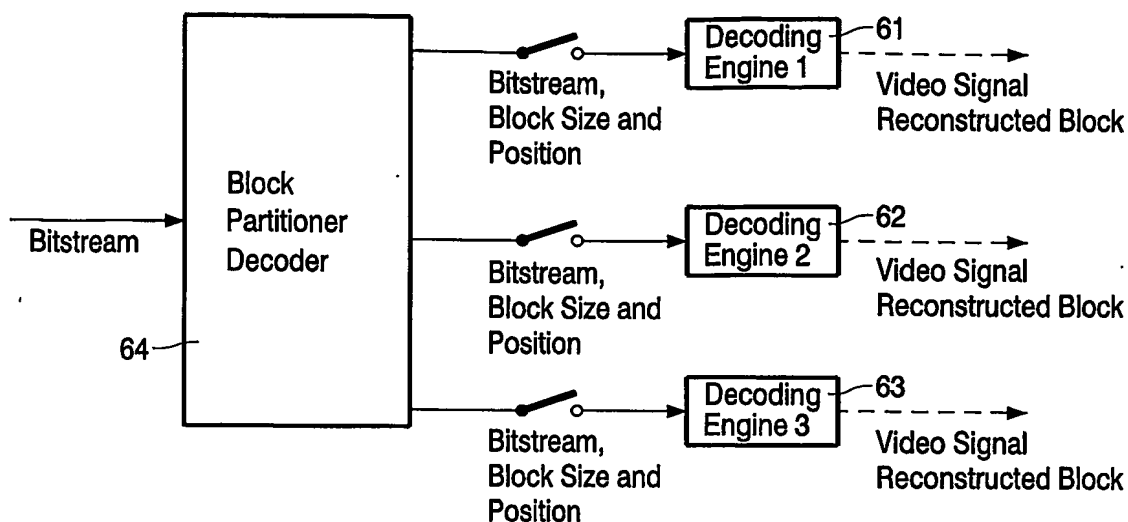 Decoding
Engine 1
61
Bitstream,
Block Size and
Position
Video Signal
Reconstructed Block
Block
Partitioner
Decoder
Bitstream
Decoding
Engine 2
62
Bitstream,
Block Size and
Position
Video Signal
Reconstructed Block
64
Decoding
Engine 3
63
Bitstream,
Block Size and
Position
Video Signal
Reconstructed Block